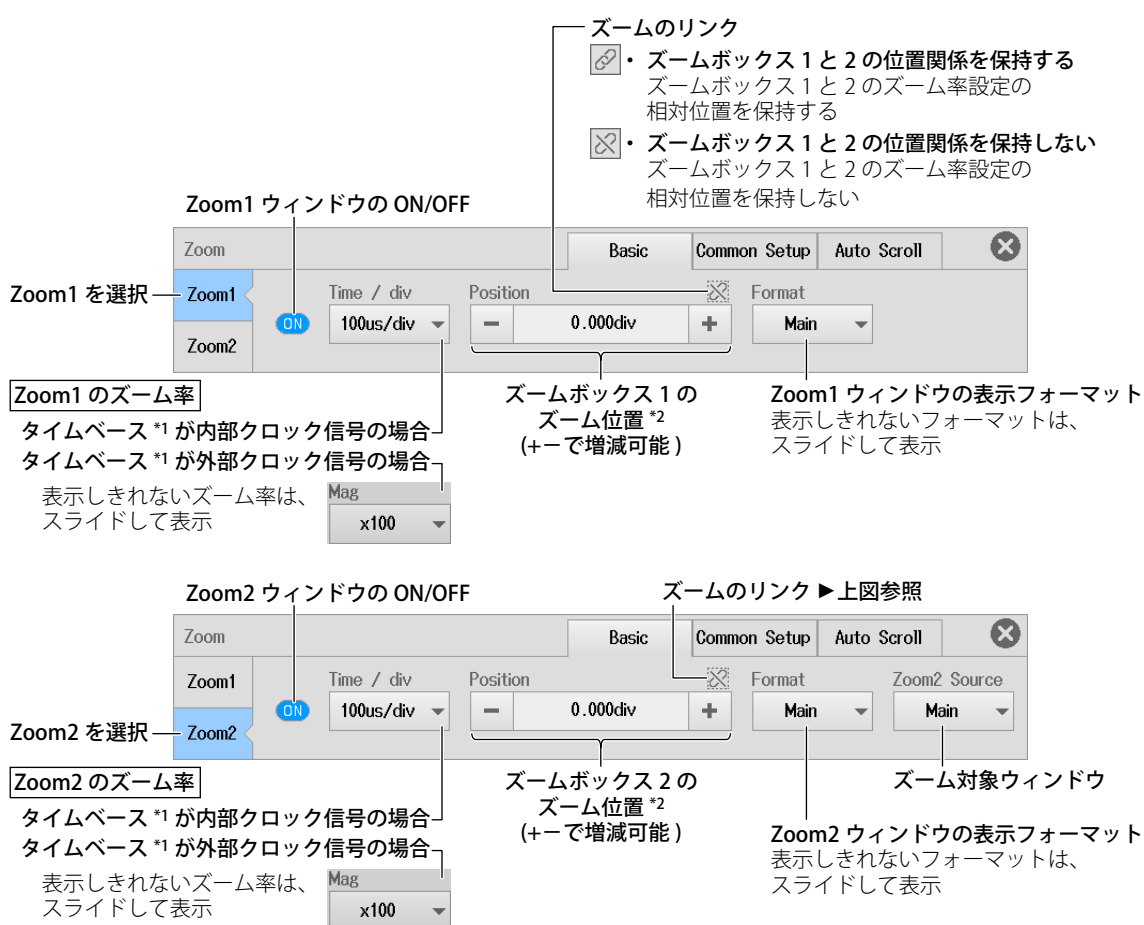 ズームのリンク
・ ズームボックス 1 と 2 の位置関係を保持する
ズームボックス 1 と 2 のズーム率設定の
相対位置を保持する
・ ズームボックス 1 と 2 の位置関係を保持しない
ズームボックス 1 と 2 のズーム率設定の
相対位置を保持しない
Zoom1 ウィンドウの ON/OFF
Zoom Basic Common Setup Auto Scroll
Zoom1 を選択 Zoom1 Time / div Position Format
ON 100us/div − 0.000div + Main
Zoom2
Zoom1 のズーム率
タイムベース *1 が内部クロック信号の場合
タイムベース *1 が外部クロック信号の場合
表示しきれないズーム率は、
スライドして表示
Mag
x100
ズームボックス 1 の
ズーム位置 *2
(+−で増減可能 )
Zoom1 ウィンドウの表示フォーマット
表示しきれないフォーマットは、
スライドして表示
Zoom2 ウィンドウの ON/OFF
ズームのリンク ▶上図参照
Zoom Basic Common Setup Auto Scroll
Zoom1 Time / div Position Format Zoom2 Source
ON 100us/div − 0.000div + Main Main
Zoom2 を選択 Zoom2
Zoom2 のズーム率
タイムベース *1 が内部クロック信号の場合
タイムベース *1 が外部クロック信号の場合
表示しきれないズーム率は、
スライドして表示
Mag
x100
ズームボックス 2 の
ズーム位置 *2
(+−で増減可能 )
ズーム対象ウィンドウ
Zoom2 ウィンドウの表示フォーマット
表示しきれないフォーマットは、
スライドして表示